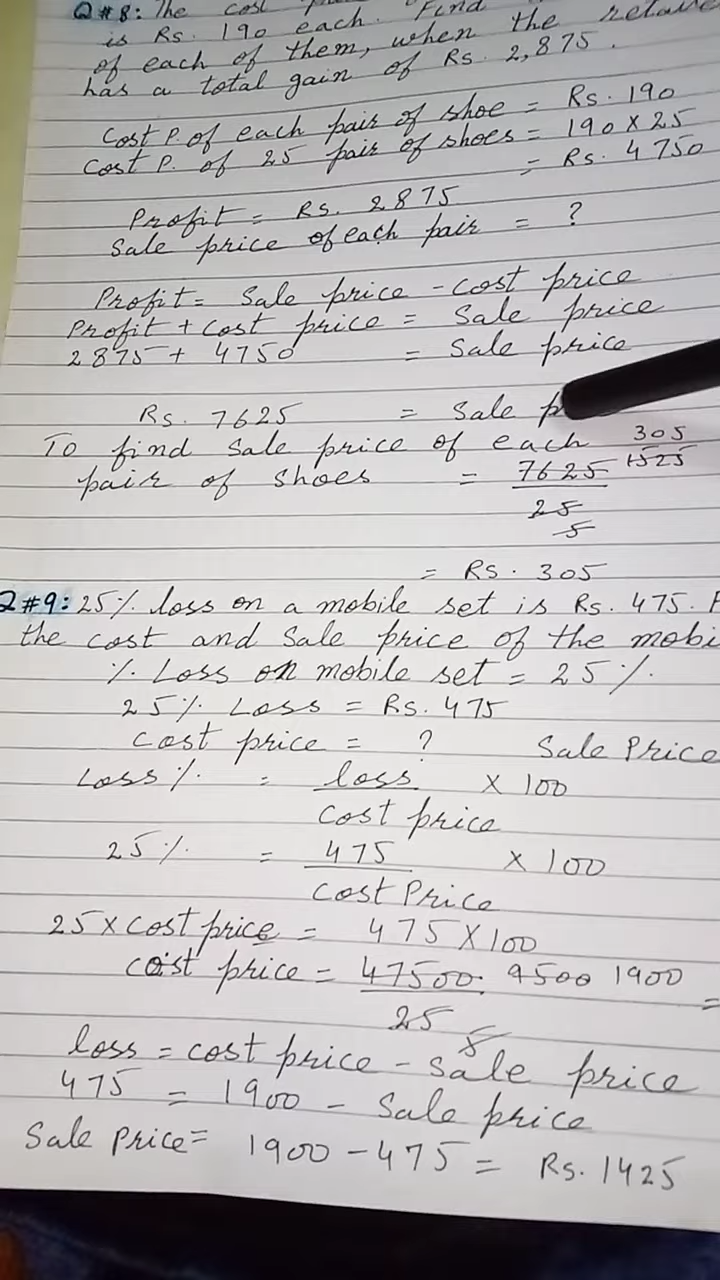 Q#8: The cost
is Rs. 190 each. Find
of each of them, when the
has a total gain of Rs. 2,875.
Cost P. of each pair of shoe = Rs. 190
Cost P. of 25 pair of shoes = 190 X 25
= Rs. 4750
Profit = Rs. 2875
Sale price of each pair = ?
Profit = Sale price - cost price
Profit + cost price = Sale price
2875 + 4750 = Sale price
Rs. 7625 = Sale
To find Sale price of each 305
pair of shoes = 7625 1525
25
5
= Rs. 305
Q#9: 25% loss on a mobile set is Rs. 475.
the cost and Sale price of the
% Loss on mobile set = 25%.
25% Loss = Rs. 475
Cost price = ? Sale Price
Loss % = loss X 100
cost price
25% = 475 X 100
Cost Price
25 X cost price = 475 X 100
cost price = 47500 9500 1900 =
25 5
loss = cost price - sale price
475 = 1900 - Sale price
Sale Price = 1900 - 475 = Rs. 1425